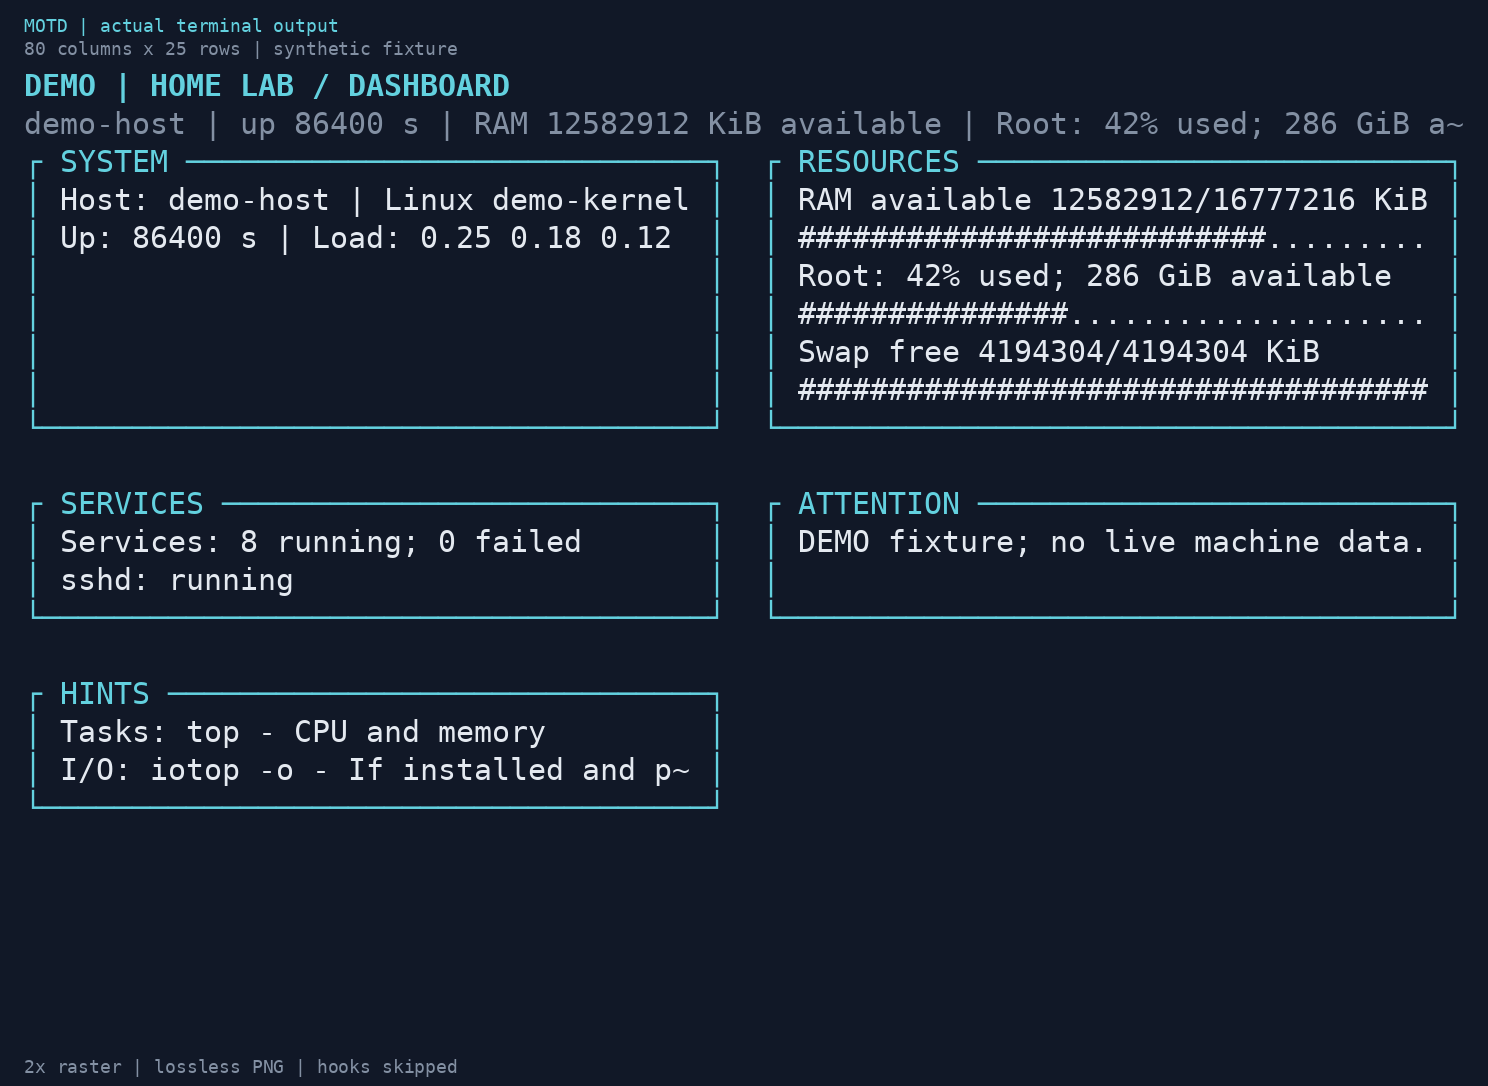 MOTD | actual terminal output
80 columns x 25 rows | synthetic fixture
DEMO | HOME LAB / DASHBOARD
demo-host | up 86400 s | RAM 12582912 KiB available | Root: 42% used; 286 GiB a~
SYSTEM
Host: demo-host | Linux demo-kernel
Up: 86400 s | Load: 0.25 0.18 0.12
RESOURCES
RAM available 12582912/16777216 KiB
##########################.........
Root: 42% used; 286 GiB available
###############....................
Swap free 4194304/4194304 KiB
###################################
SERVICES
Services: 8 running; 0 failed
sshd: running
ATTENTION
DEMO fixture; no live machine data.
HINTS
Tasks: top - CPU and memory
I/O: iotop -o - If installed and p~
2x raster | lossless PNG | hooks skipped